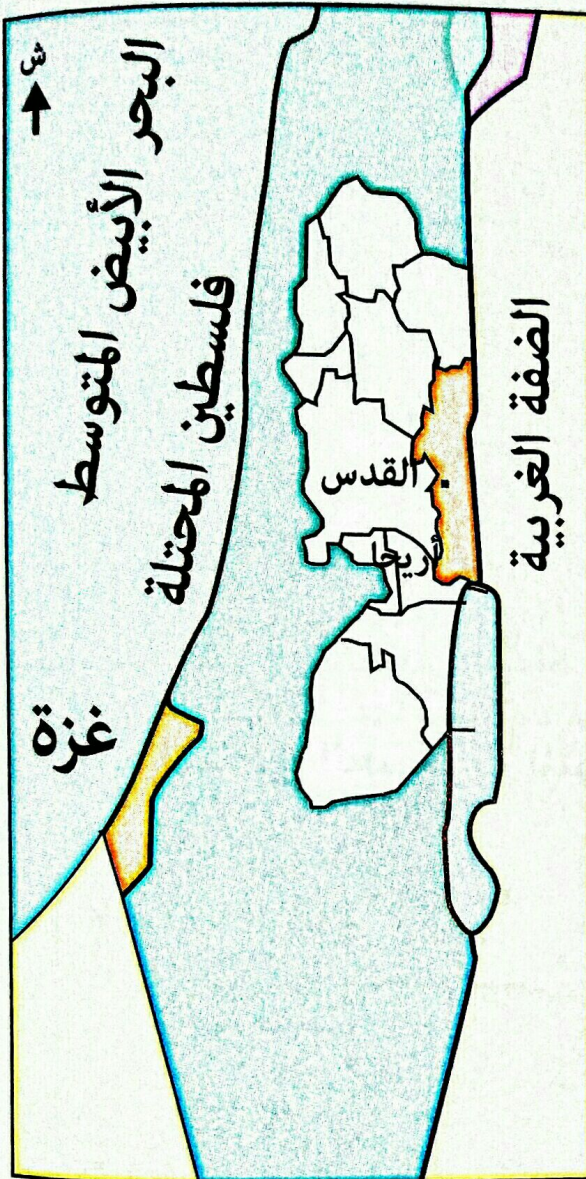 ش
البحر الأبيض المتوسط
فلسطين المحتلة
القدس
أريحا
الضفة الغربية
غزة